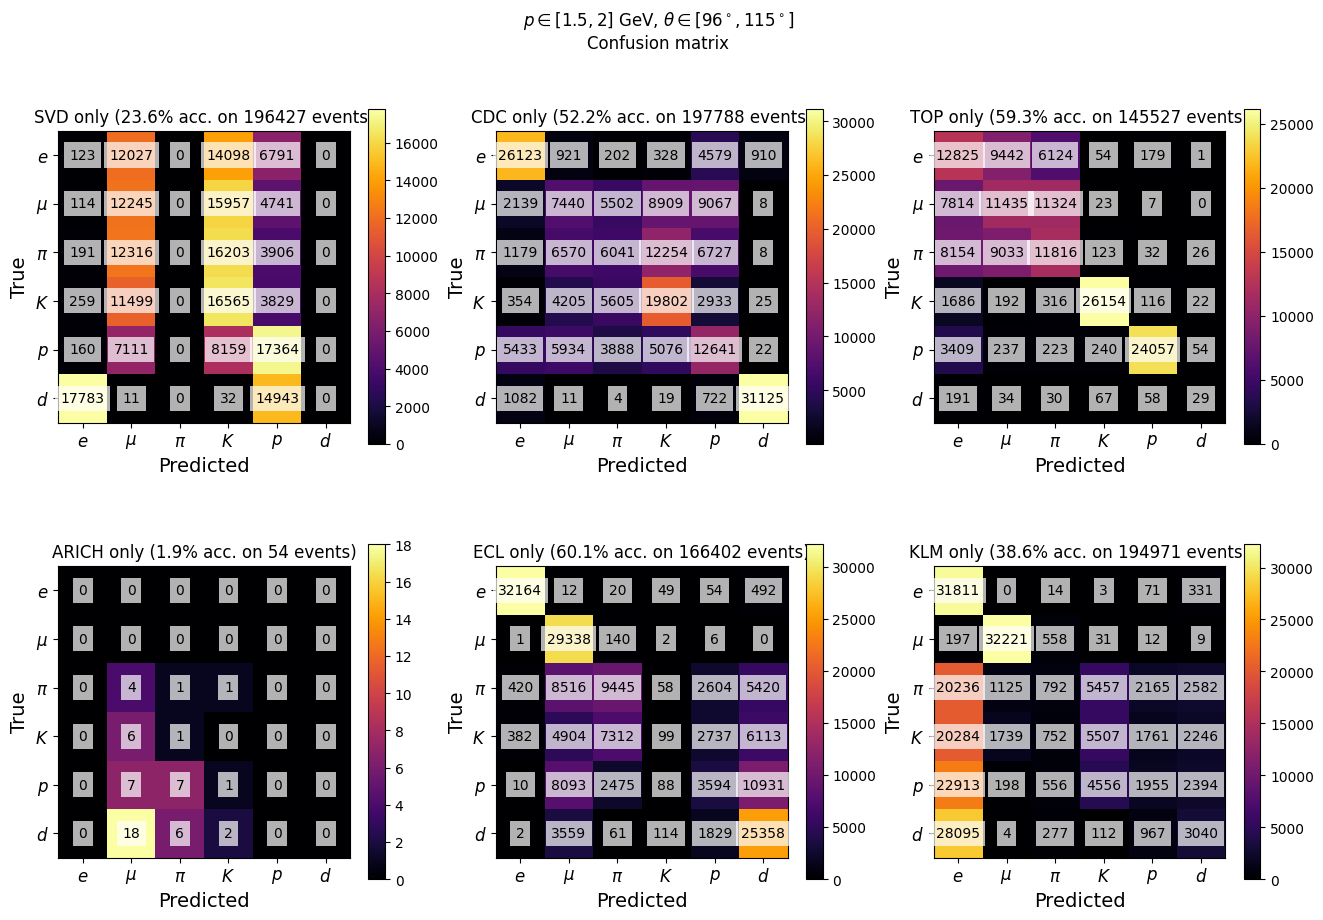 p ∈ [1.5, 2] GeV, θ ∈ [96°, 115°]
Confusion matrix
SVD only (23.6% acc. on 196427 events
True
e 123 12027 0 14098 6791 0
μ 114 12245 0 15957 4741 0
π 191 12316 0 16203 3906 0
K 259 11499 0 16565 3829 0
p 160 7111 0 8159 17364 0
d 17783 11 0 32 14943 0
e μ π K p d
Predicted
16000
14000
12000
10000
8000
6000
4000
2000
0
CDC only (52.2% acc. on 197788 events
True
e 26123 921 202 328 4579 910
μ 2139 7440 5502 8909 9067 8
π 1179 6570 6041 12254 6727 8
K 354 4205 5605 19802 2933 25
p 5433 5934 3888 5076 12641 22
d 1082 11 4 19 722 31125
e μ π K p d
Predicted
30000
25000
20000
15000
10000
5000
TOP only (59.3% acc. on 145527 events
True
e 12825 9442 6124 54 179 1
μ 7814 11435 11324 23 7 0
π 8154 9033 11816 123 32 26
K 1686 192 316 26154 116 22
p 3409 237 223 240 24057 54
d 191 34 30 67 58 29
e μ π K p d
Predicted
25000
20000
15000
10000
5000
0
ARICH only (1.9% acc. on 54 events)
True
e 0 0 0 0 0 0
μ 0 0 0 0 0 0
π 0 4 1 1 0 0
K 0 6 1 0 0 0
p 0 7 7 1 0 0
d 0 18 6 2 0 0
e μ π K p d
Predicted
18
16
14
12
10
8
6
4
2
0
ECL only (60.1% acc. on 166402 events)
True
e 32164 12 20 49 54 492
μ 1 29338 140 2 6 0
π 420 8516 9445 58 2604 5420
K 382 4904 7312 99 2737 6113
p 10 8093 2475 88 3594 10931
d 2 3559 61 114 1829 25358
e μ π K p d
Predicted
30000
25000
20000
15000
10000
5000
0
KLM only (38.6% acc. on 194971 events
True
e 31811 0 14 3 71 331
μ 197 32221 558 31 12 9
π 20236 1125 792 5457 2165 2582
K 20284 1739 752 5507 1761 2246
p 22913 198 556 4556 1955 2394
d 28095 4 277 112 967 3040
e μ π K p d
Predicted
30000
25000
20000
15000
10000
5000
0